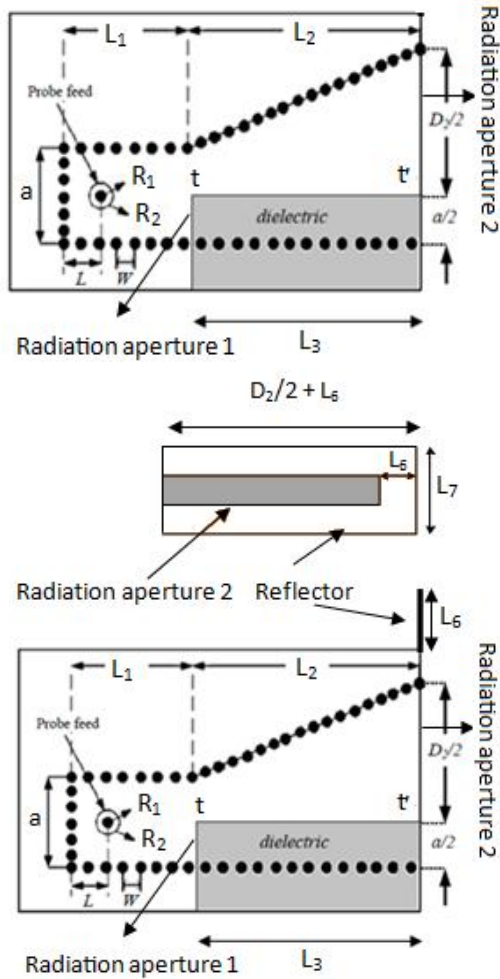 L₁ L₂
Probe feed
R₁
R₂
a
t
t′
D₂/2
a/2
dielectric
L W
Radiation aperture 1
L₃
Radiation aperture 2
D₂/2 + L₆
L₆
L₇
Radiation aperture 2 Reflector
L₆
L₁ L₂
Probe feed
R₁
R₂
a
t
t′
D₂/2
a/2
dielectric
L W
Radiation aperture 1
L₃
Radiation aperture 2